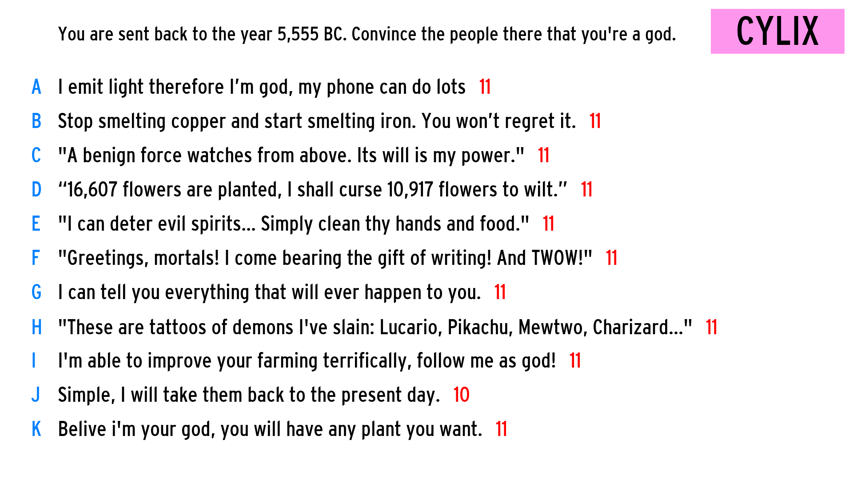 You are sent back to the year 5,555 BC. Convince the people there that you're a god.
CYLIX
A I emit light therefore I’m god, my phone can do lots 11
B Stop smelting copper and start smelting iron. You won’t regret it. 11
C "A benign force watches from above. Its will is my power." 11
D “16,607 flowers are planted, I shall curse 10,917 flowers to wilt.” 11
E "I can deter evil spirits... Simply clean thy hands and food." 11
F "Greetings, mortals! I come bearing the gift of writing! And TWOW!" 11
G I can tell you everything that will ever happen to you. 11
H "These are tattoos of demons I've slain: Lucario, Pikachu, Mewtwo, Charizard..." 11
I I'm able to improve your farming terrifically, follow me as god! 11
J Simple, I will take them back to the present day. 10
K Belive i'm your god, you will have any plant you want. 11